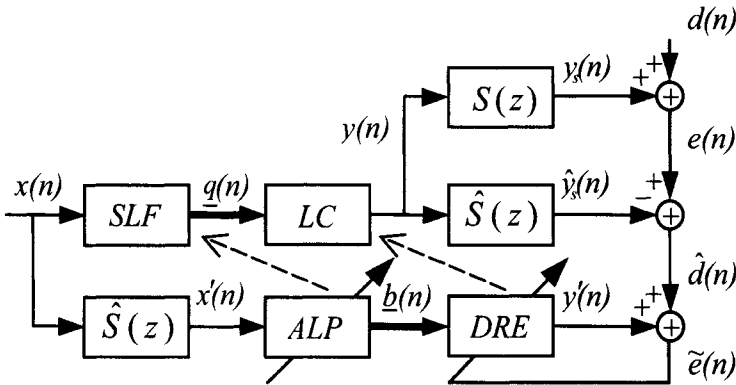 d(n)
y_s(n)
S(z)
+ +
+
y(n)
e(n)
x(n)
q(n)
ŷ_s(n)
SLF
LC
Ŝ(z)
- +
+
d̂(n)
x'(n)
b(n)
y'(n)
Ŝ(z)
ALP
DRE
+ +
+
ẽ(n)